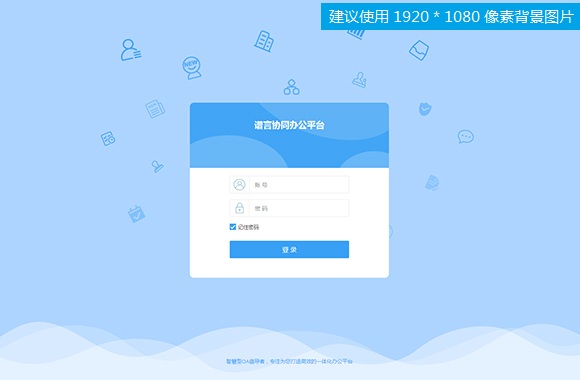 建议使用 1920 * 1080 像素背景图片
NEW
谱言协同办公平台
账 号
密 码
记住密码
登 录
智慧型OA倡导者，专注为您打造高效的一体化办公平台